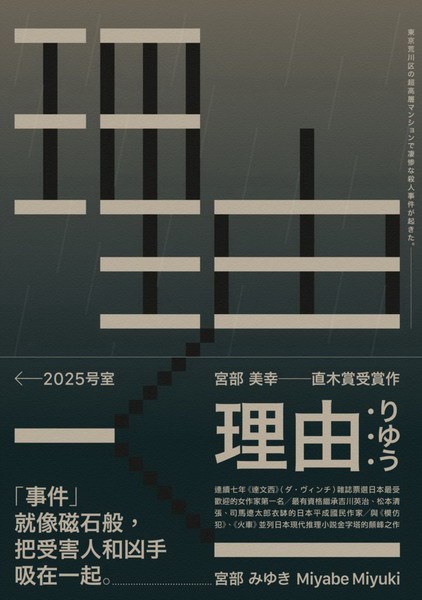 理由
東京荒川区の超高層マンションで凄惨な殺人事件が起きた。
←2025号室
宮部 美幸──直木賞受賞作
理由
りゆう
連續七年《達文西》(ダ・ヴィンチ)雜誌票選日本最受
歡迎的女作家第一名／最有資格繼承吉川英治、松本清
張、司馬遼太郎衣缽的日本平成國民作家／與《模仿
犯》、《火車》並列日本現代推理小說金字塔的顛峰之作
「事件」
就像磁石般，
把受害人和凶手
吸在一起。
宮部 みゆき Miyabe Miyuki